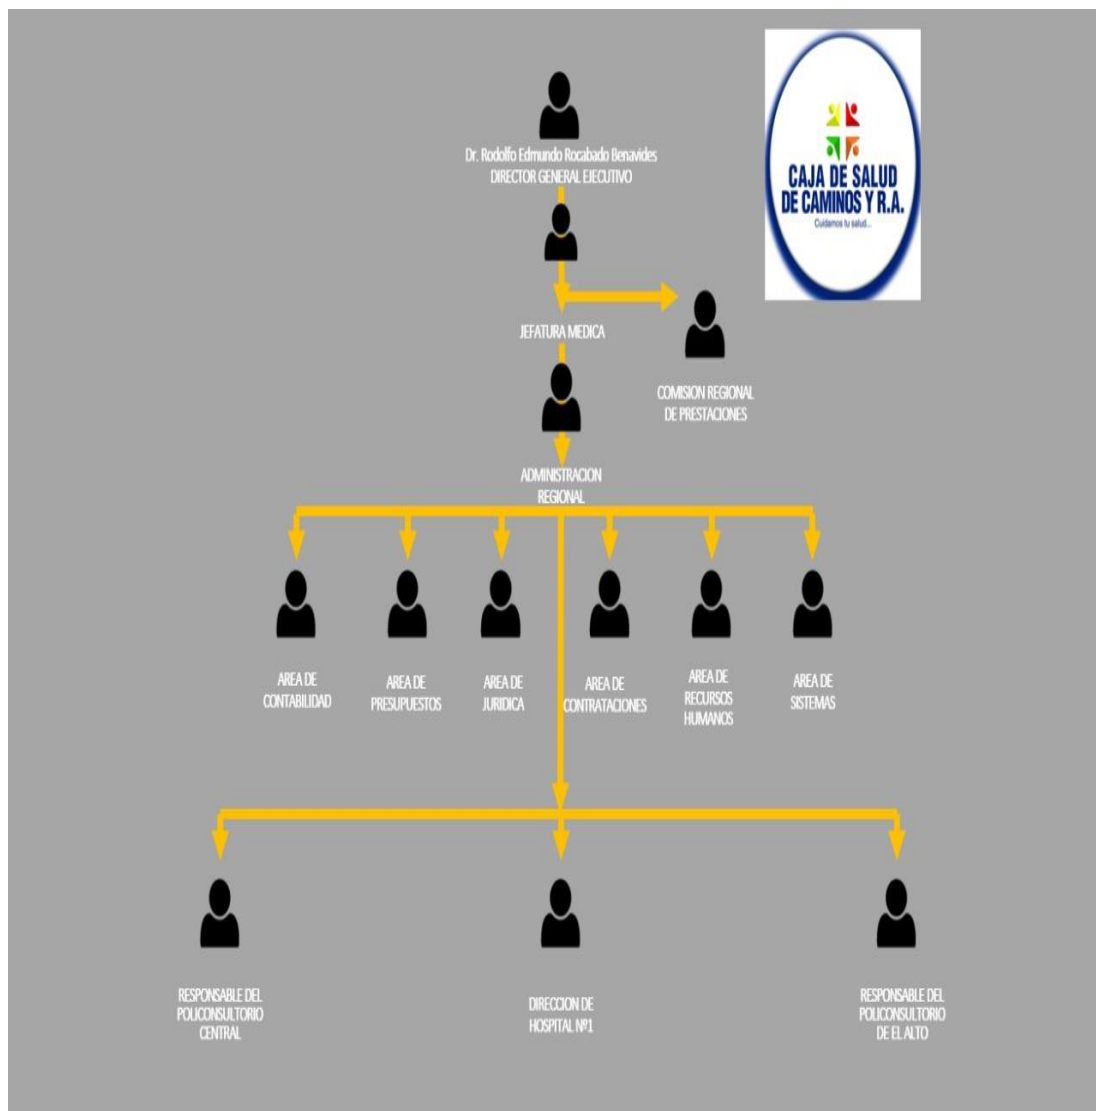 Dr. Rodolfo Edmundo Rocabado Benavides
DIRECTOR GENERAL EJECUTIVO
CAJA DE SALUD
DE CAMINOS Y R.A.
Cuidamos tu salud...
JEFATURA MEDICA
COMISION REGIONAL
DE PRESTACIONES
ADMINISTRACION
REGIONAL
AREA DE
CONTABILIDAD
AREA DE
PRESUPUESTOS
AREA DE
JURIDICA
AREA DE
CONTRATACIONES
AREA DE
RECURSOS
HUMANOS
AREA DE
SISTEMAS
RESPONSABLE DEL
POLICONSULTORIO
CENTRAL
DIRECCION DE
HOSPITAL Nº1
RESPONSABLE DEL
POLICONSULTORIO
DE EL ALTO